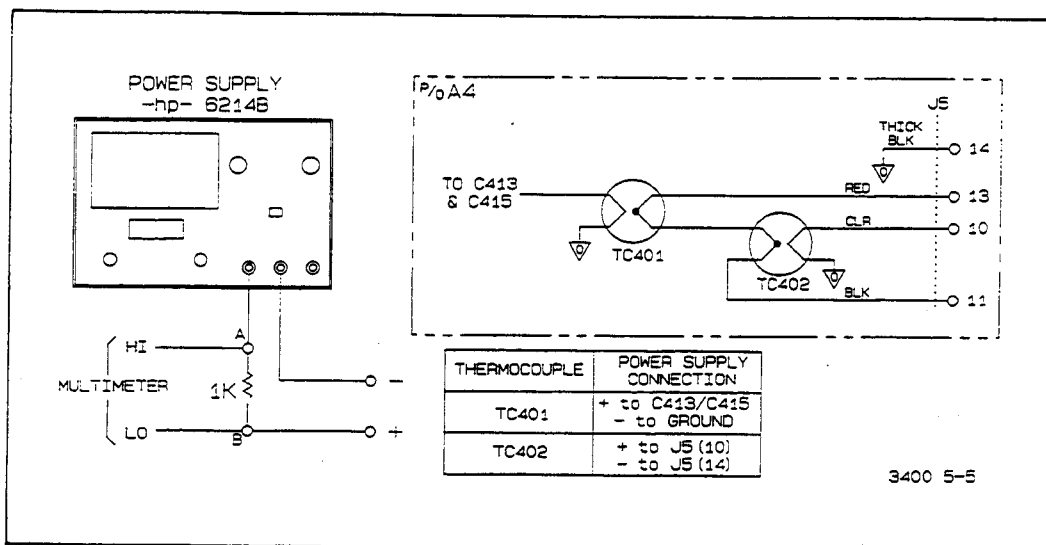 POWER SUPPLY
-hp- 6214B
A
HI
MULTIMETER
1K
-
LO
B
+
P/O A4
J5
THICK
BLK
14
TO C413
& C415
RED
13
CLR
10
TC401
TC402
BLK
11
THERMOCOUPLE
POWER SUPPLY
CONNECTION
TC401
+ to C413/C415
- to GROUND
TC402
+ to J5(10)
- to J5(14)
3400 5-5